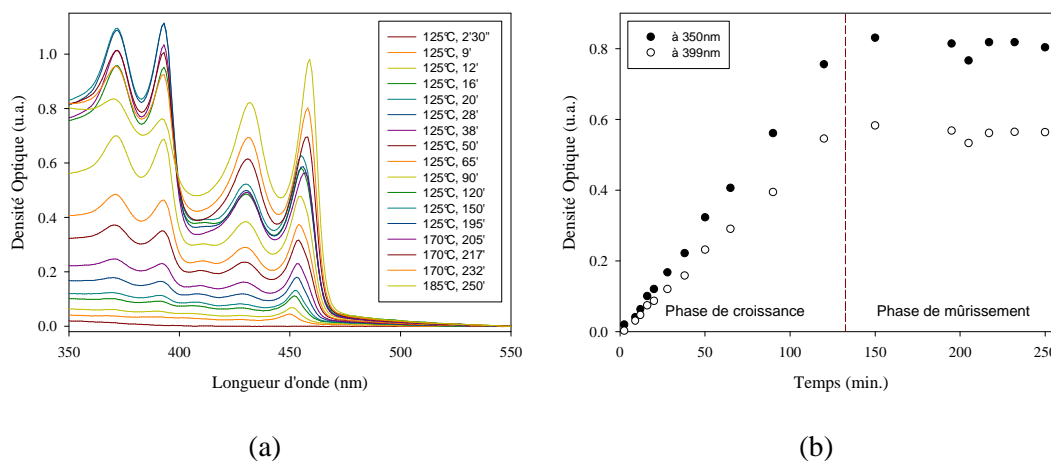 Densité Optique (u.a.)
1.0
0.8
0.6
0.4
0.2
0.0
350
400
450
500
550
Longueur d'onde (nm)
125°C, 2'30"
125°C, 9'
125°C, 12'
125°C, 16'
125°C, 20'
125°C, 28'
125°C, 38'
125°C, 50'
125°C, 65'
125°C, 90'
125°C, 120'
125°C, 150'
125°C, 195'
170°C, 205'
170°C, 217'
170°C, 232'
185°C, 250'
(a)
Densité Optique (u.a.)
0.8
0.6
0.4
0.2
0.0
à 350nm
à 399nm
Phase de croissance
Phase de mûrissement
0
50
100
150
200
250
Temps (min.)
(b)